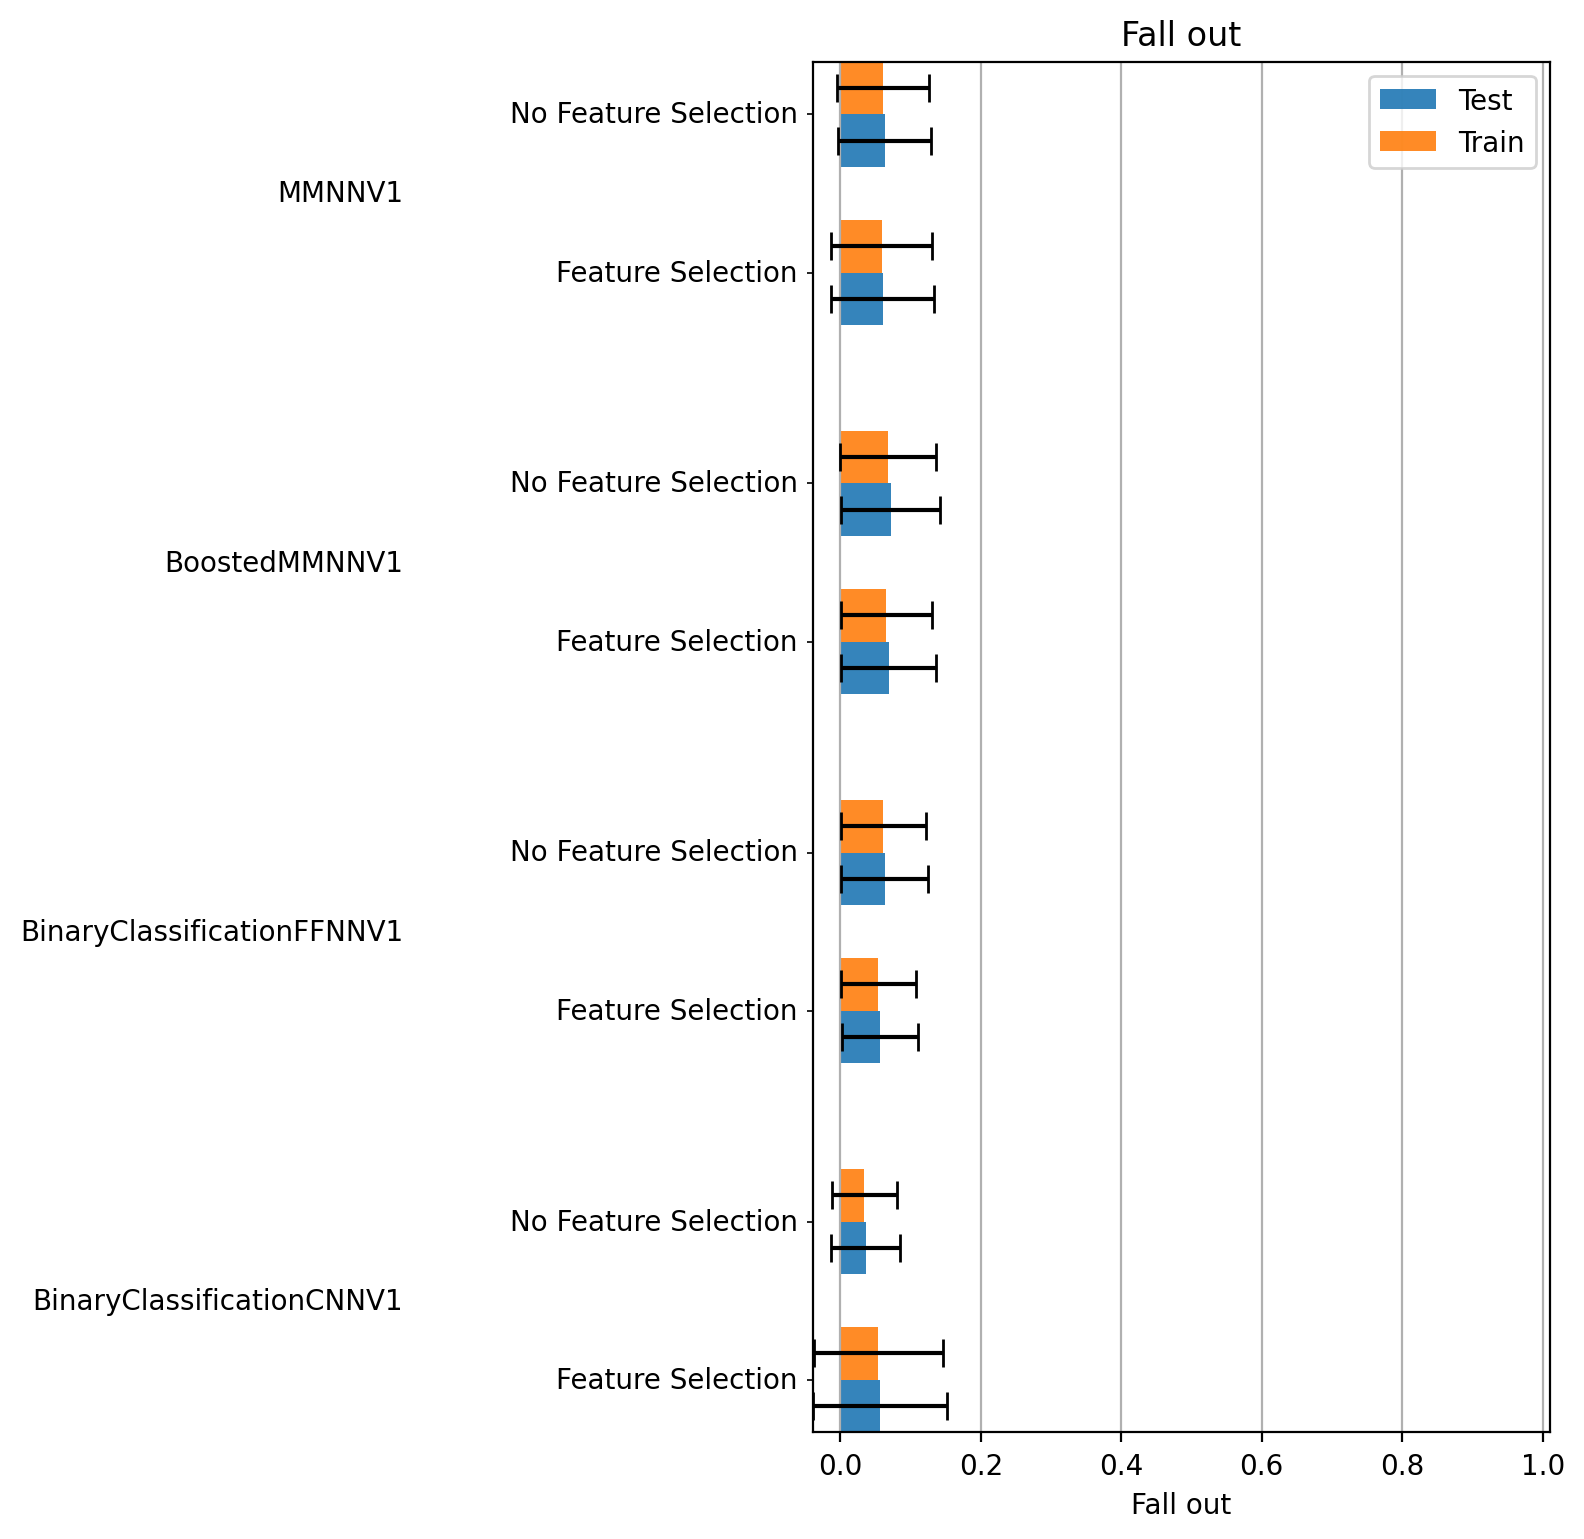 Fall out
Test
Train
No Feature Selection
MMNNV1
Feature Selection
No Feature Selection
BoostedMMNNV1
Feature Selection
No Feature Selection
BinaryClassificationFFNNV1
Feature Selection
No Feature Selection
BinaryClassificationCNNV1
Feature Selection
0.0 0.2 0.4 0.6 0.8 1.0
Fall out